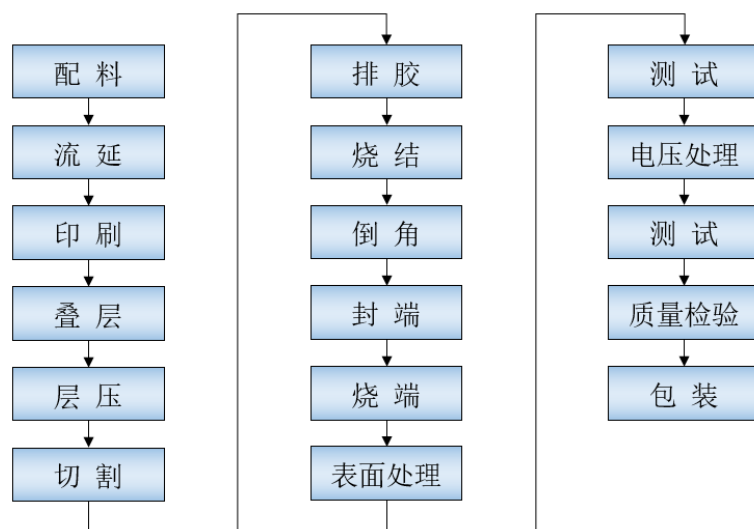 配 料
流 延
印 刷
叠 层
层 压
切 割
排 胶
烧 结
倒 角
封 端
烧 端
表面处理
测 试
电压处理
测 试
质量检验
包 装